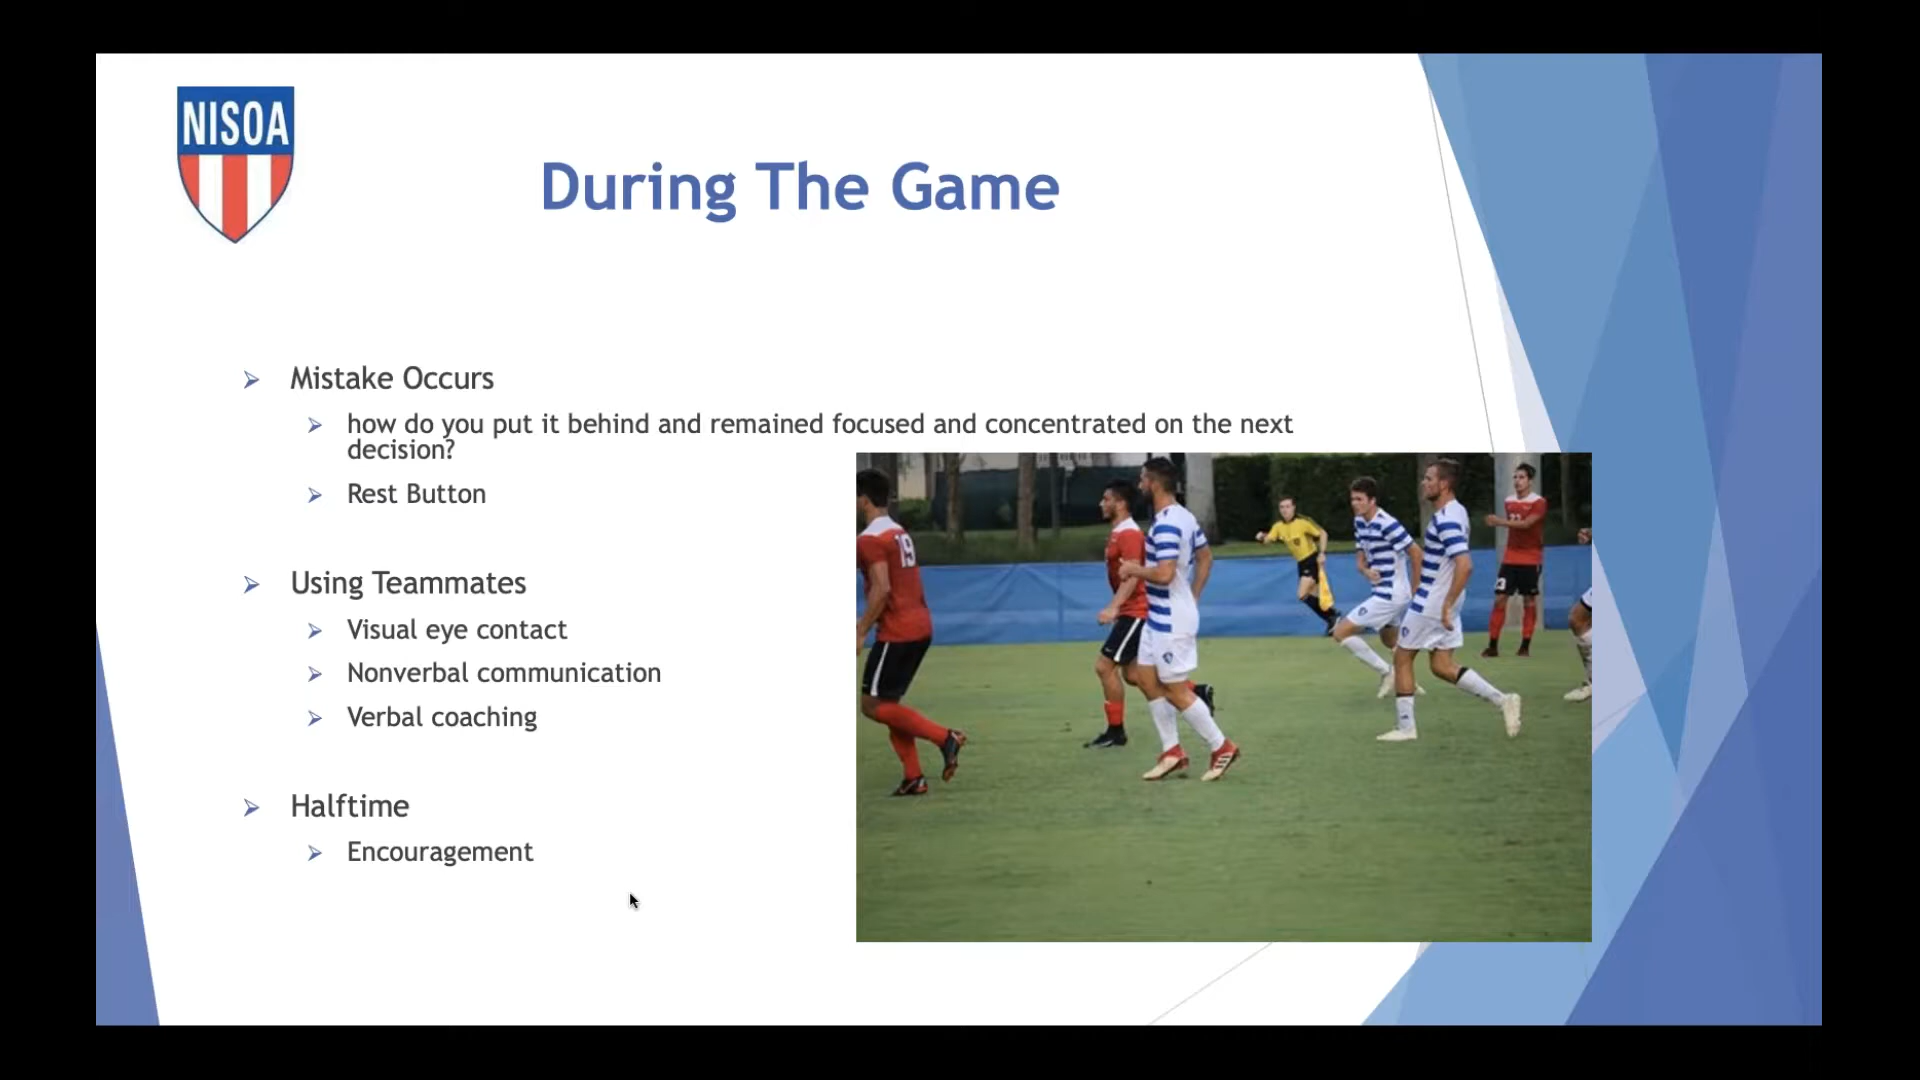 NISOA
During The Game
Mistake Occurs
how do you put it behind and remained focused and concentrated on the next
decision?
Rest Button
Using Teammates
Visual eye contact
Nonverbal communication
Verbal coaching
Halftime
Encouragement
19